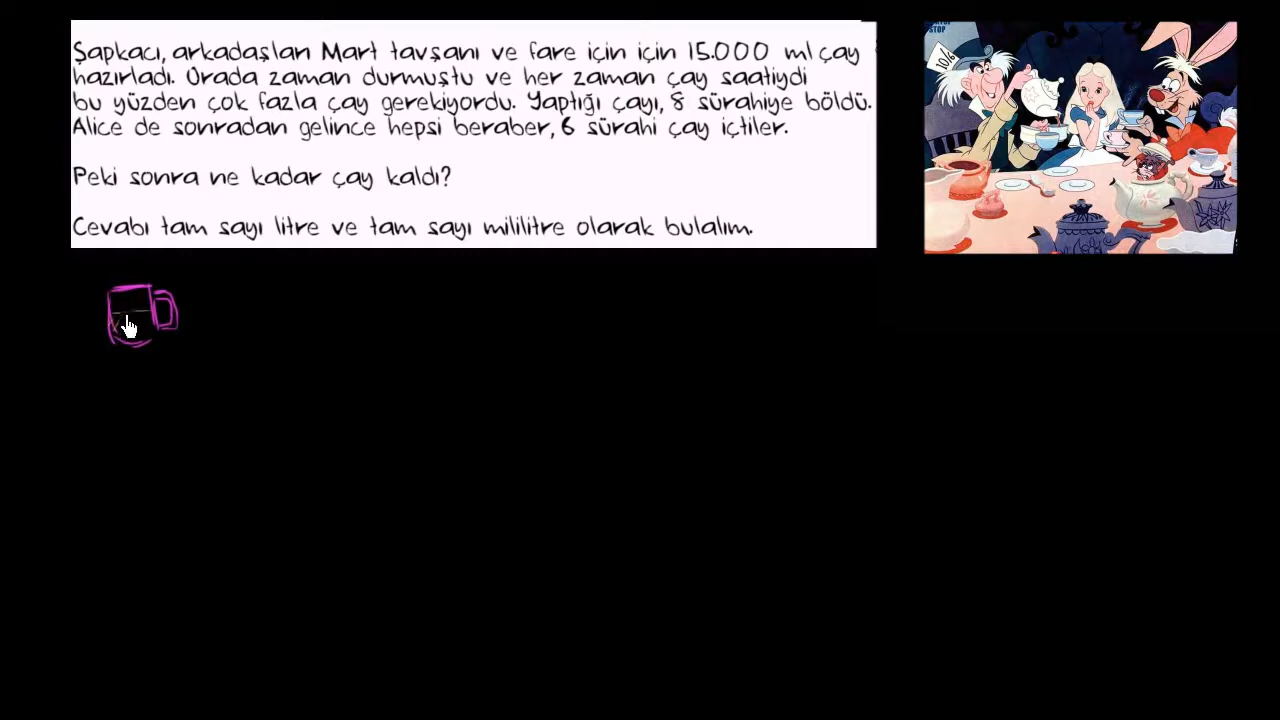 Şapkacı, arkadaşları Mart tavşanı ve fare için için 15.000 ml çay
hazırladı. Orada zaman durmuştu ve her zaman çay saatiydi
bu yüzden çok fazla çay gerekiyordu. Yaptığı çayı, 8 sürahiye böldü.
Alice de sonradan gelince hepsi beraber, 6 sürahi çay içtiler.
Peki sonra ne kadar çay kaldı?
Cevabı tam sayı litre ve tam sayı mililitre olarak bulalım.
STOP
10/6